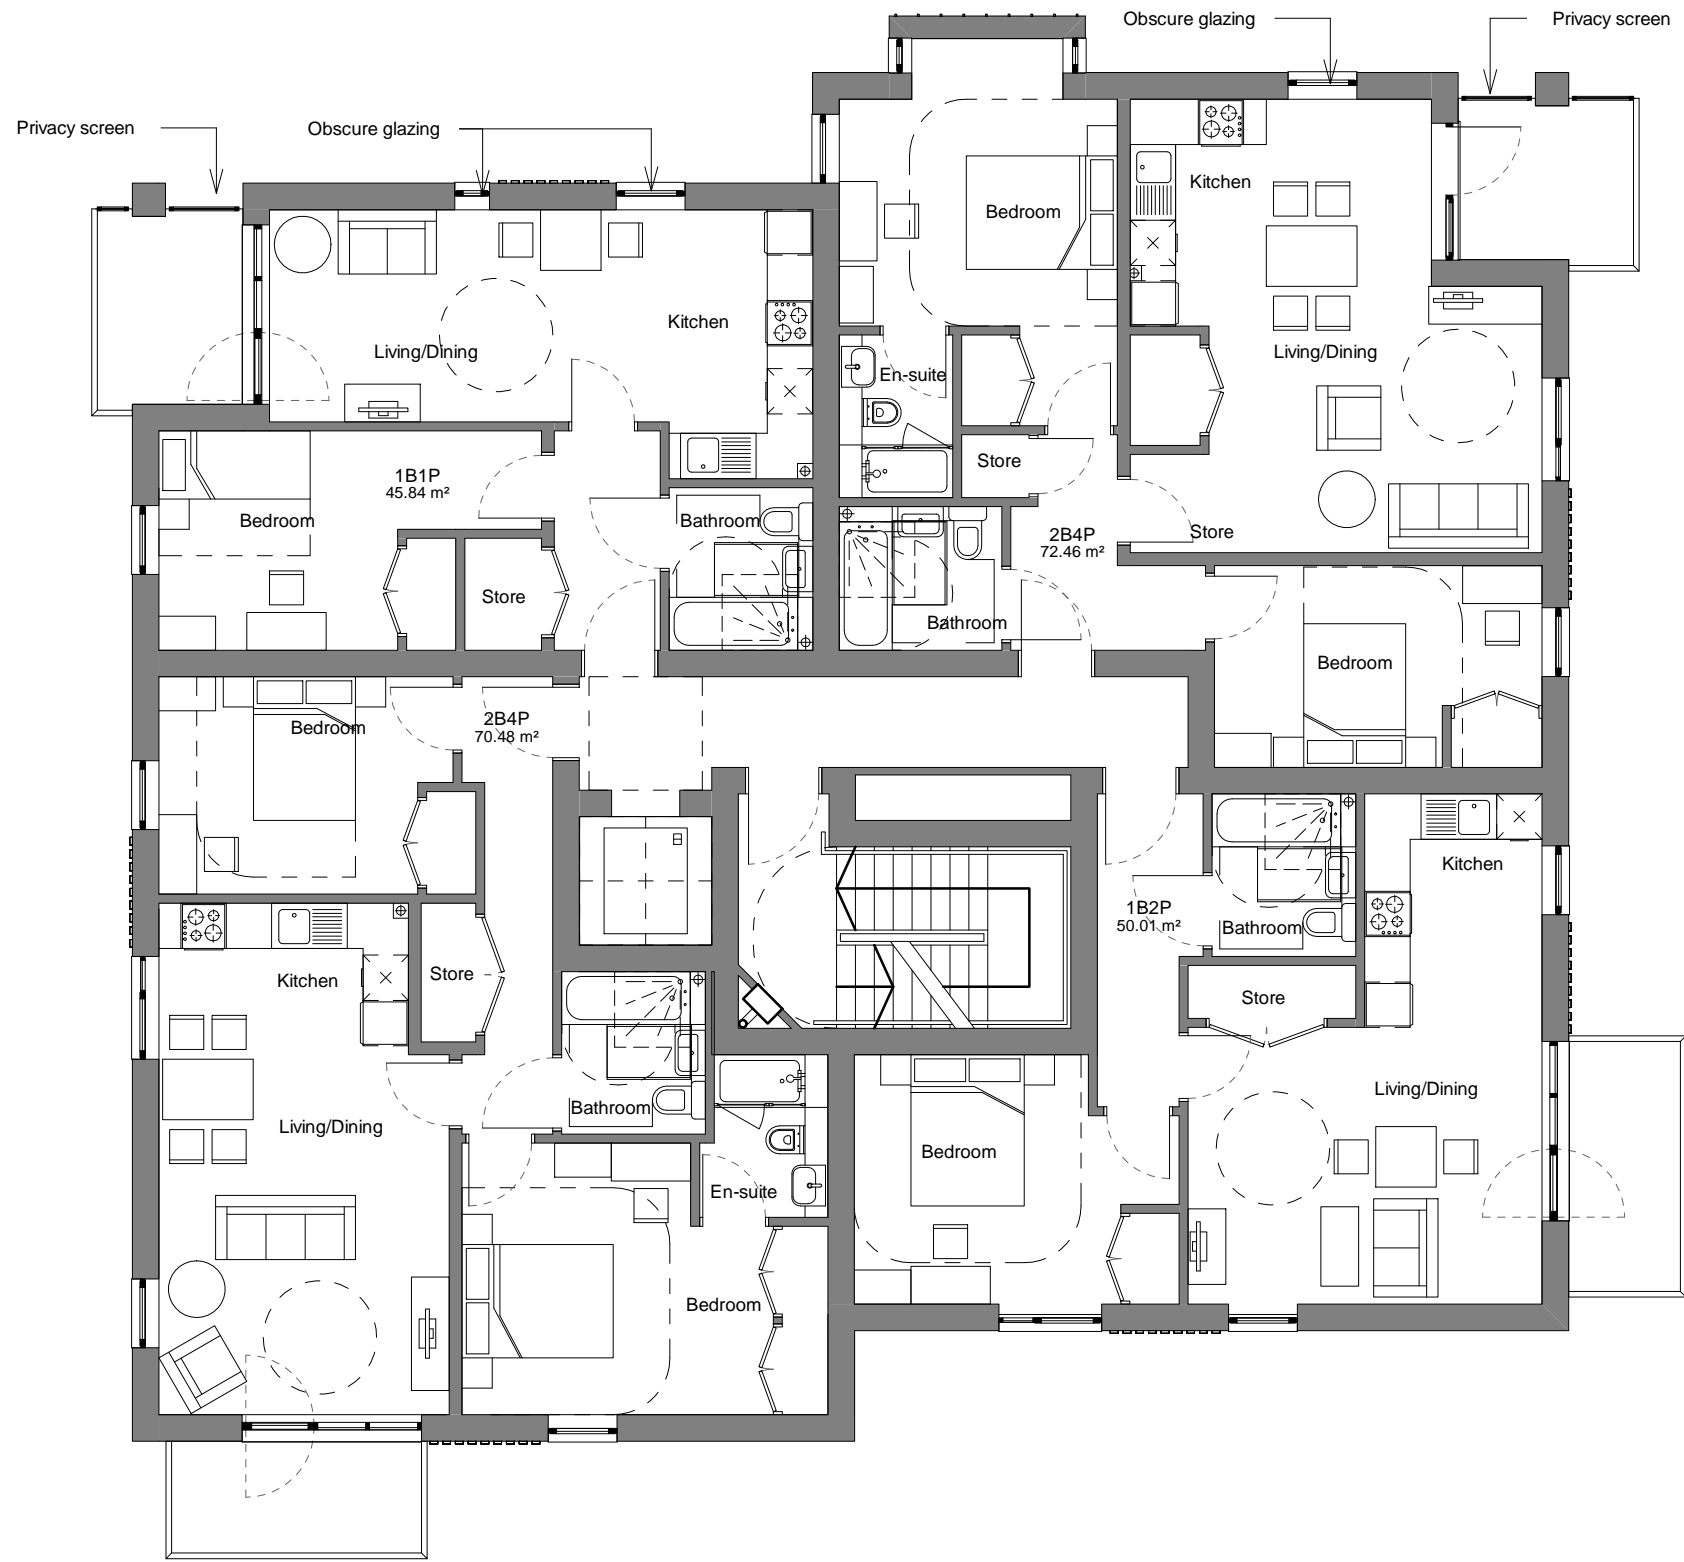 Obscure glazing
Privacy screen
Privacy screen
Obscure glazing
Kitchen
Bedroom
Kitchen
Living/Dining
Living/Dining
En-suite
Store
1B1P
45.84 m²
Bedroom
Bathroom
Store
2B4P
72.46 m²
Store
Bathroom
Bedroom
Bedroom
2B4P
70.48 m²
Kitchen
1B2P
50.01 m²
Bathroom
Kitchen
Store
Store
Living/Dining
Bathroom
Living/Dining
Bedroom
En-suite
Bedroom